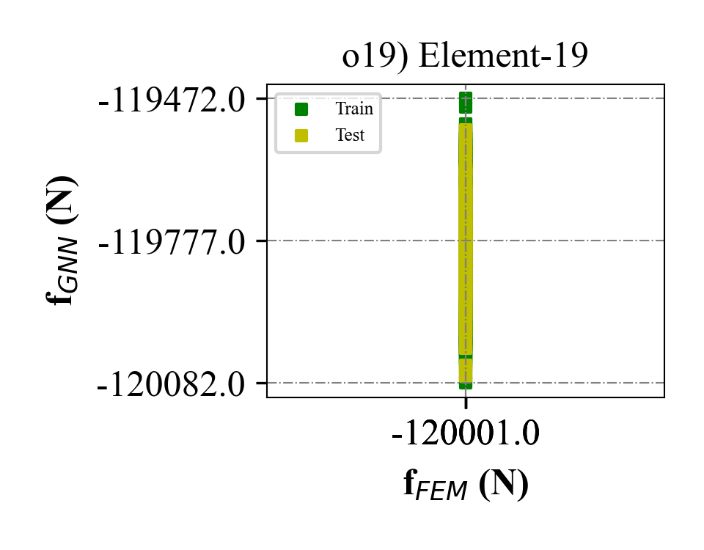 o19) Element-19
-119472.0
Train
Test
-119777.0
-120082.0
f_GNN (N)
-120001.0
f_FEM (N)